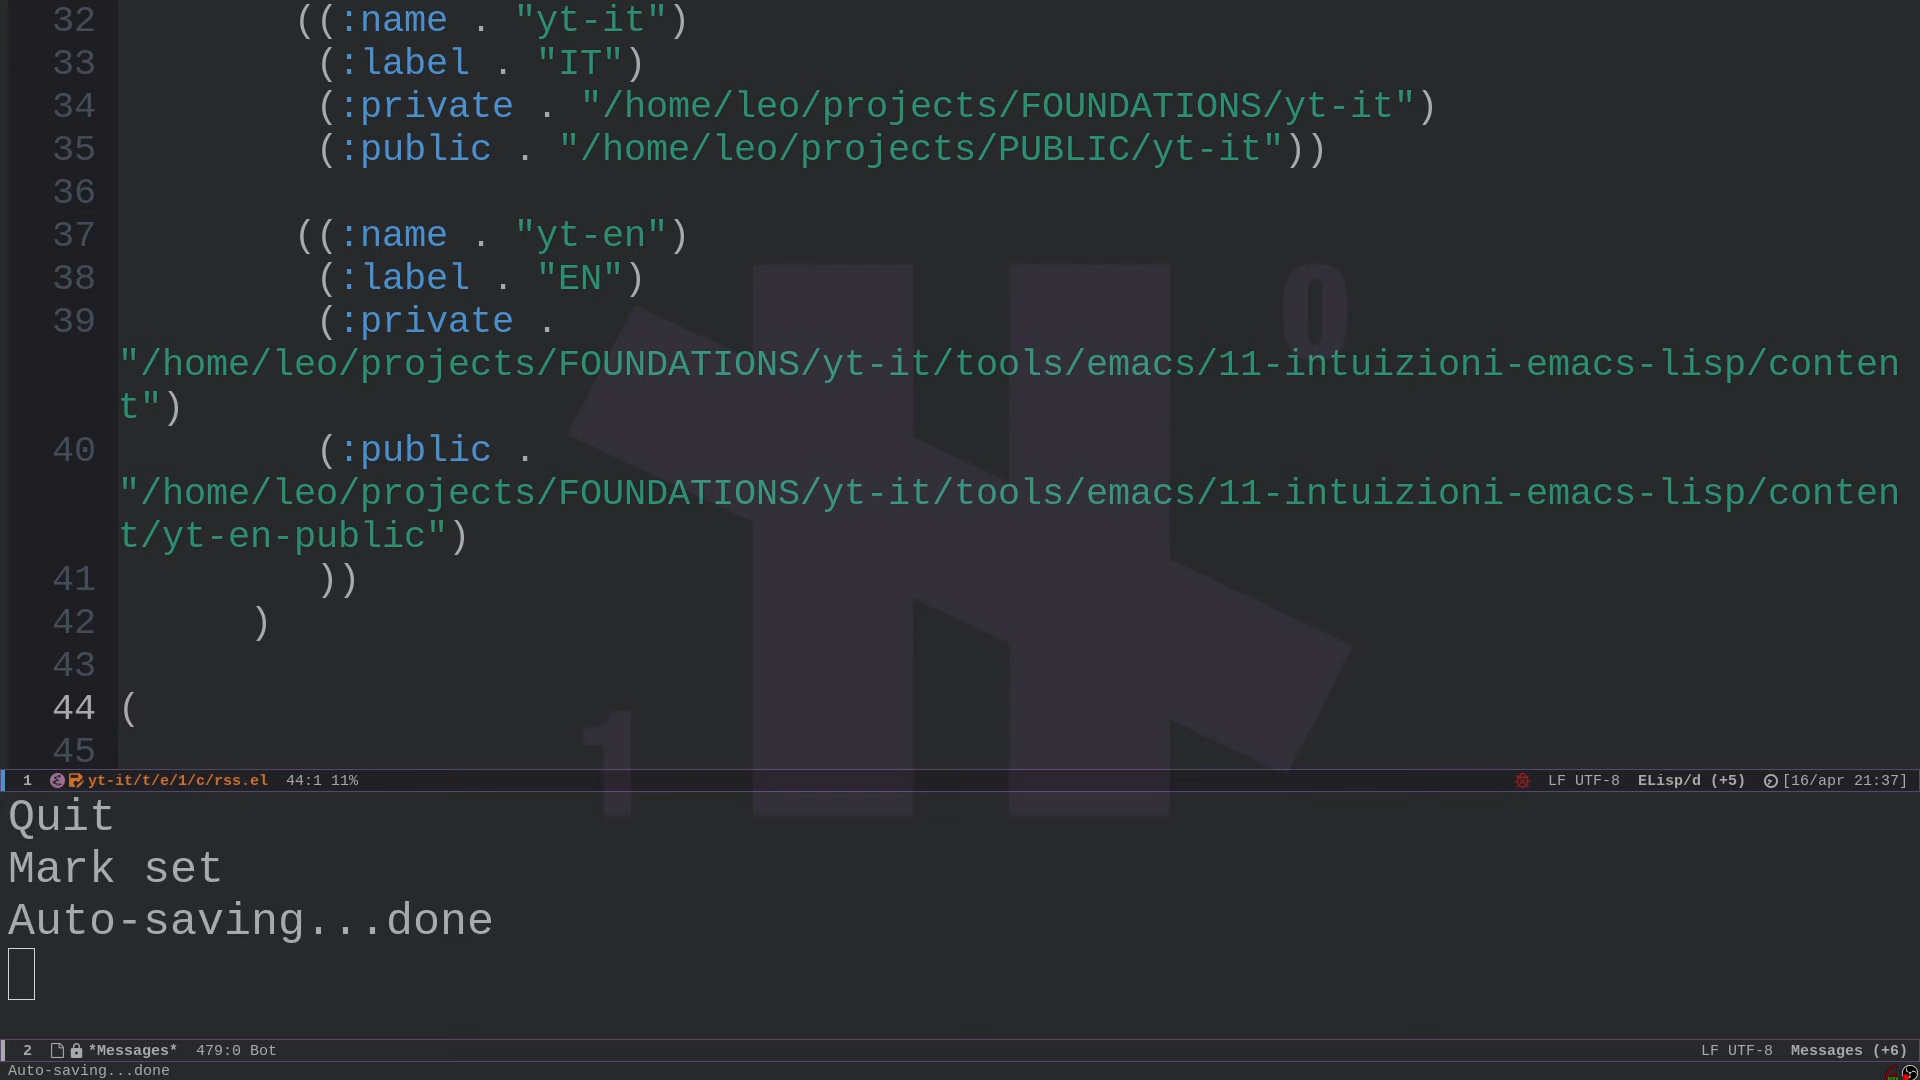 32 ((:name . "yt-it")
33 (:label . "IT")
34 (:private . "/home/leo/projects/FOUNDATIONS/yt-it")
35 (:public . "/home/leo/projects/PUBLIC/yt-it"))
36
37 ((:name . "yt-en")
38 (:label . "EN")
39 (:private .
"/home/leo/projects/FOUNDATIONS/yt-it/tools/emacs/11-intuizioni-emacs-lisp/conten
t")
40 (:public .
"/home/leo/projects/FOUNDATIONS/yt-it/tools/emacs/11-intuizioni-emacs-lisp/conten
t/yt-en-public")
41 ))
42 )
43
44 (
45
0
1
1 yt-it/t/e/1/c/rss.el 44:1 11% LF UTF-8 ELisp/d (+5) [16/apr 21:37]
Quit
Mark set
Auto-saving...done
2 *Messages* 479:0 Bot LF UTF-8 Messages (+6)
Auto-saving...done